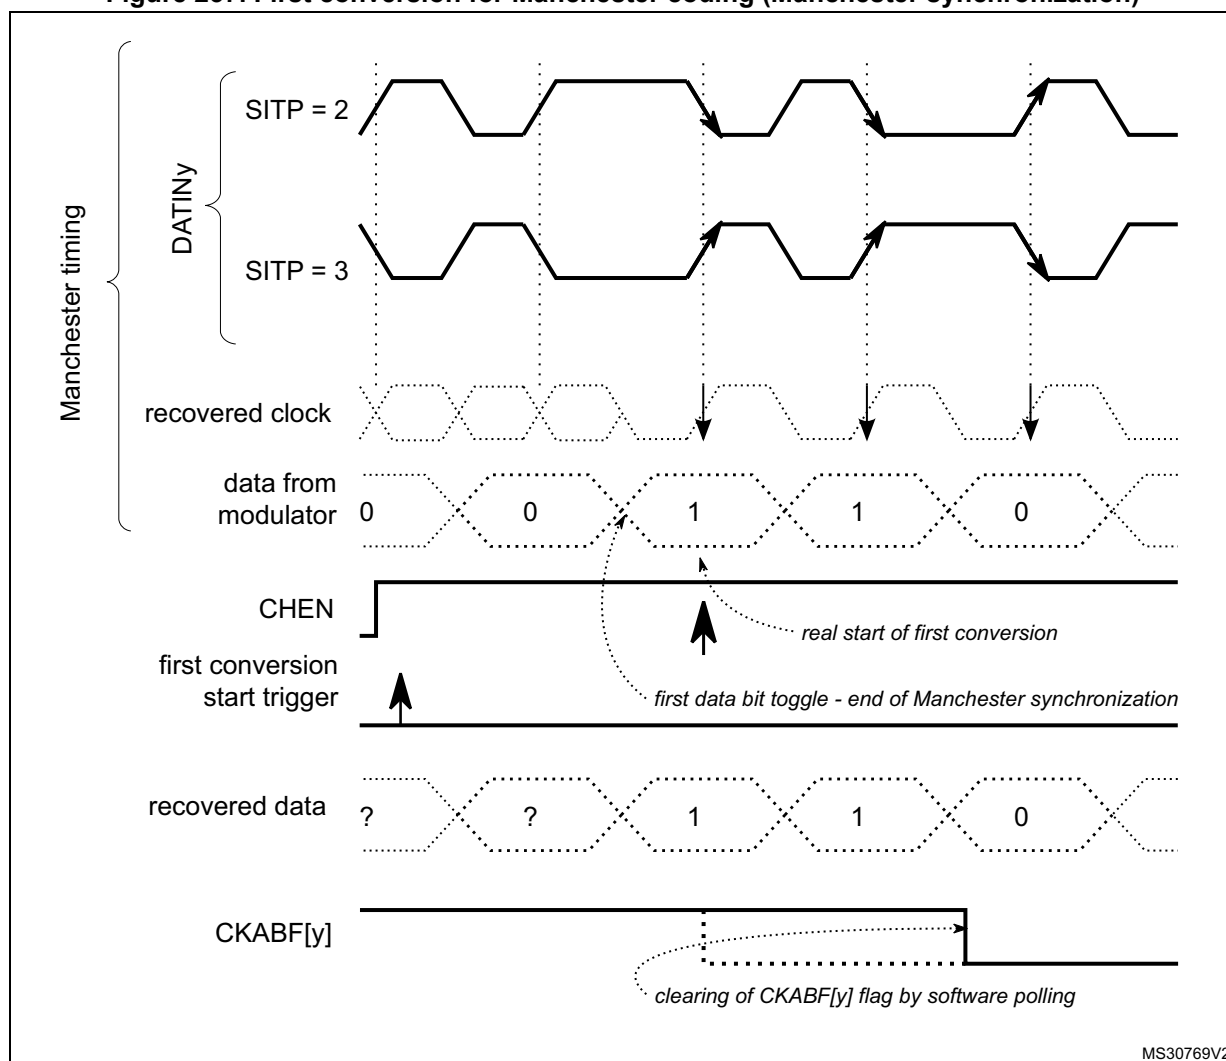 SITP = 2
DATINy
Manchester timing
SITP = 3
recovered clock
data from
modulator
0 0 1 1 0
CHEN
real start of first conversion
first conversion
start trigger
first data bit toggle - end of Manchester synchronization
recovered data
? ? 1 1 0
CKABF[y]
clearing of CKABF[y] flag by software polling
MS30769V2